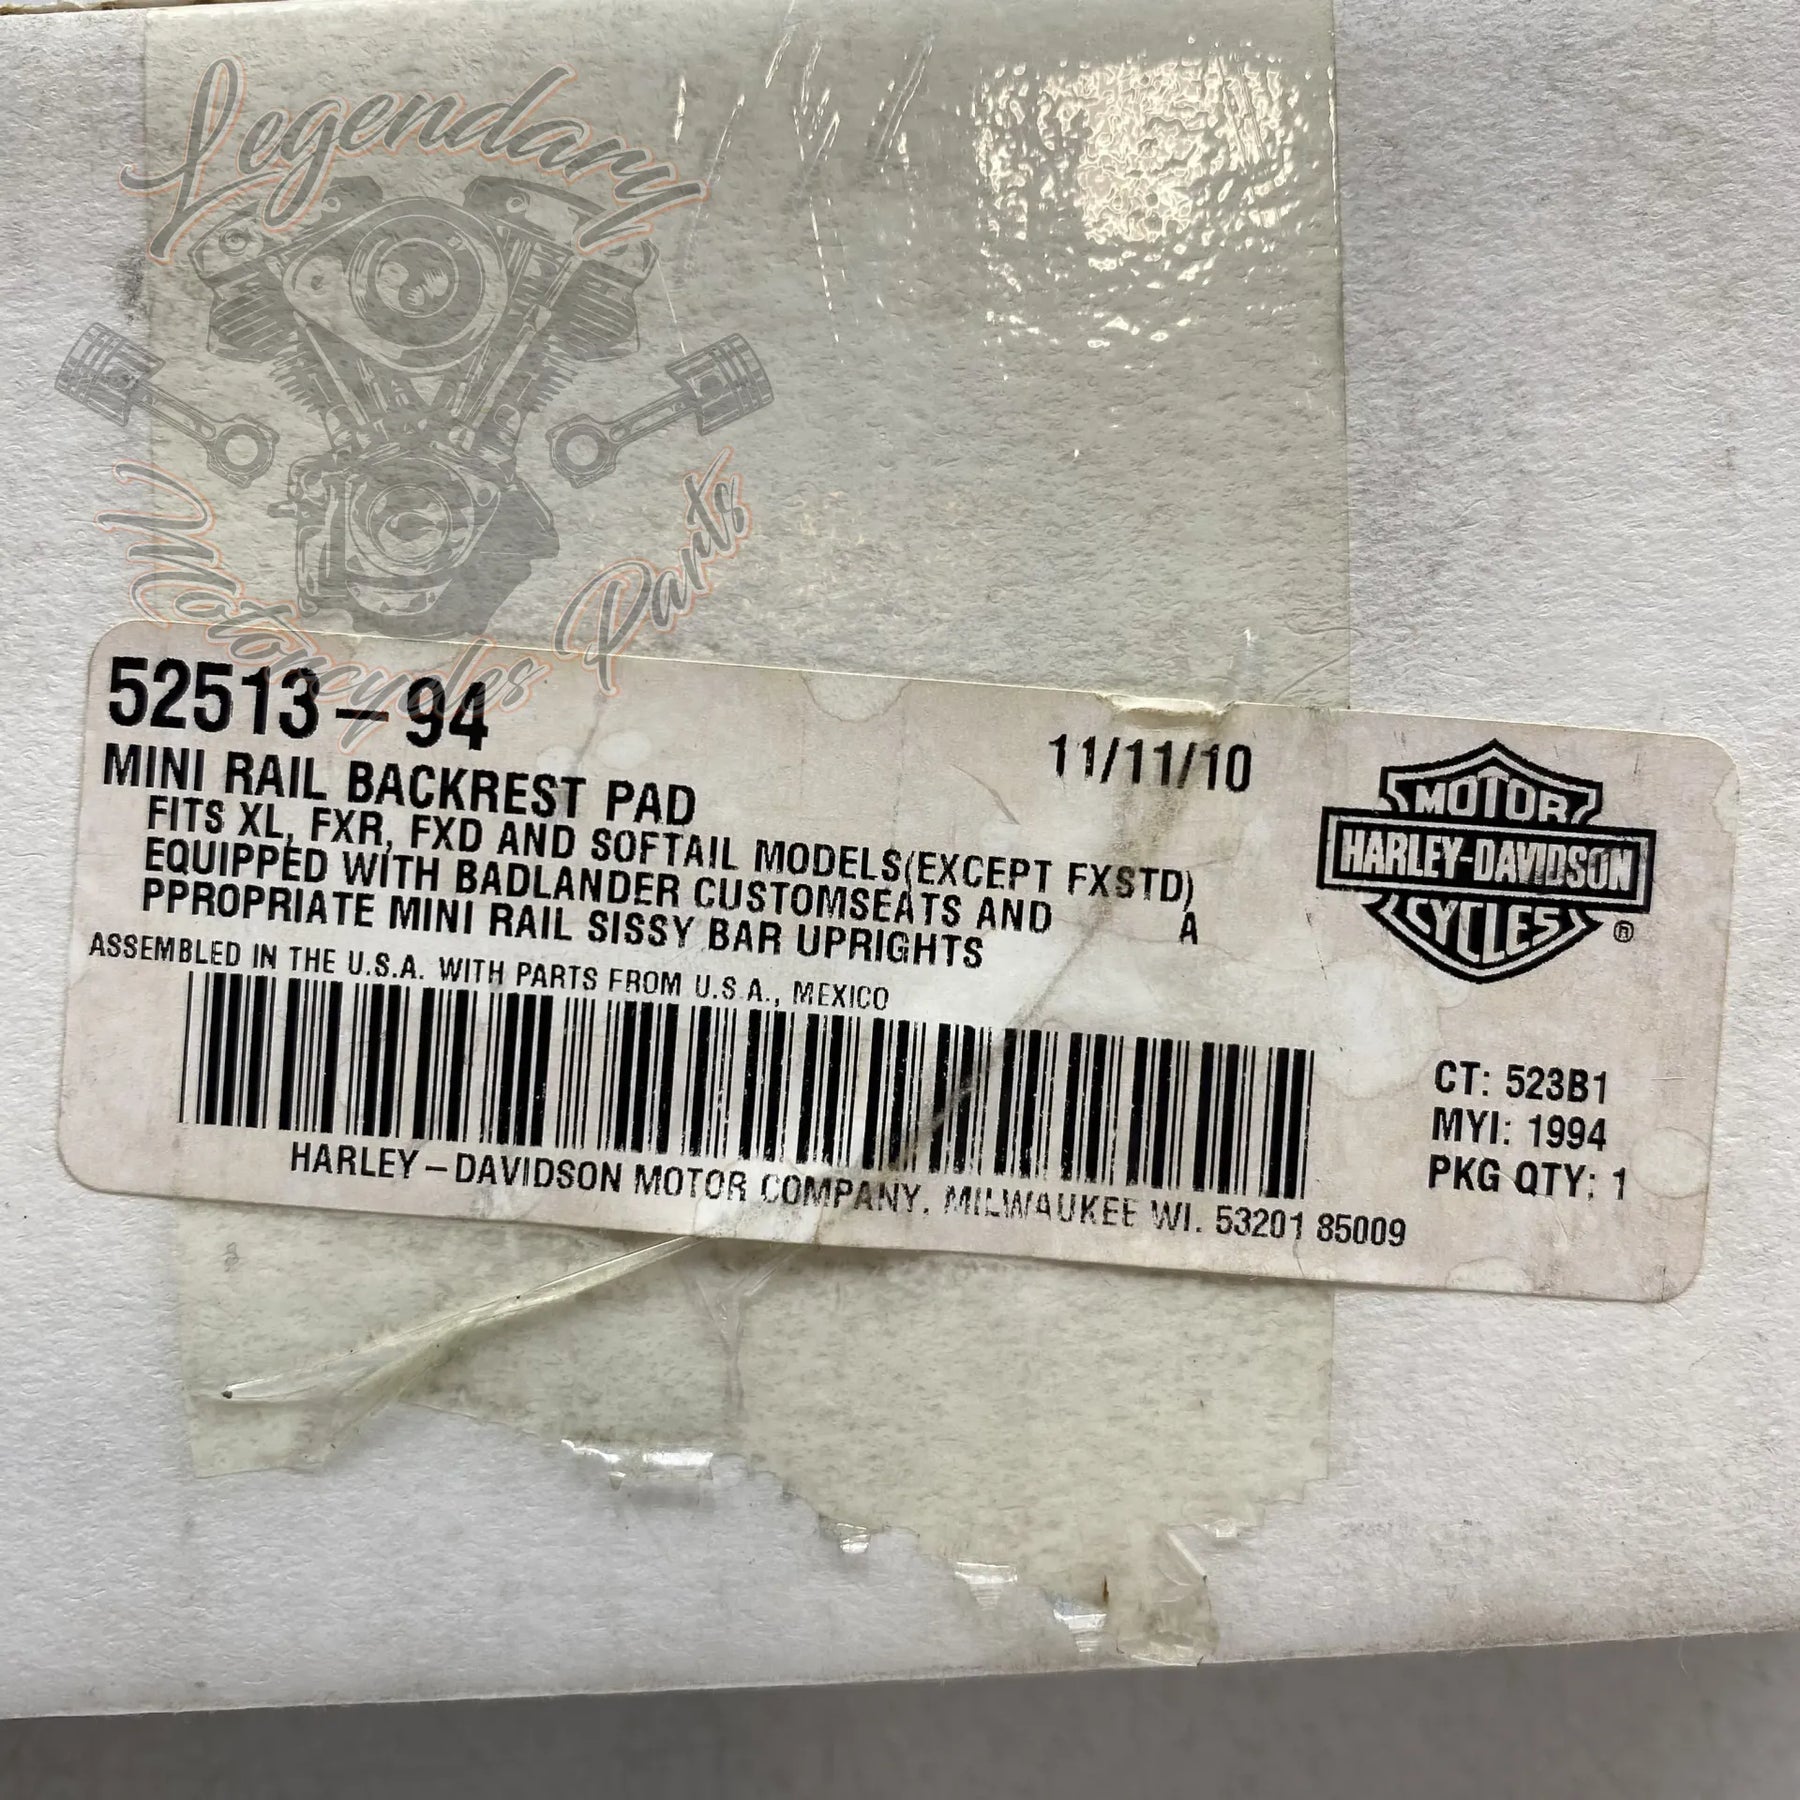 Legendary
Motorcycles Parts
52513-94
11/11/10
MINI RAIL BACKREST PAD
FITS XL, FXR, FXD AND SOFTAIL MODELS(EXCEPT FXSTD)
EQUIPPED WITH BADLANDER CUSTOMSEATS AND A
PPROPRIATE MINI RAIL SISSY BAR UPRIGHTS
ASSEMBLED IN THE U.S.A. WITH PARTS FROM U.S.A., MEXICO
MOTOR
HARLEY-DAVIDSON
CYCLES
®
CT: 523B1
MYI: 1994
PKG QTY: 1
HARLEY-DAVIDSON MOTOR COMPANY, MILWAUKEE WI. 53201 85009